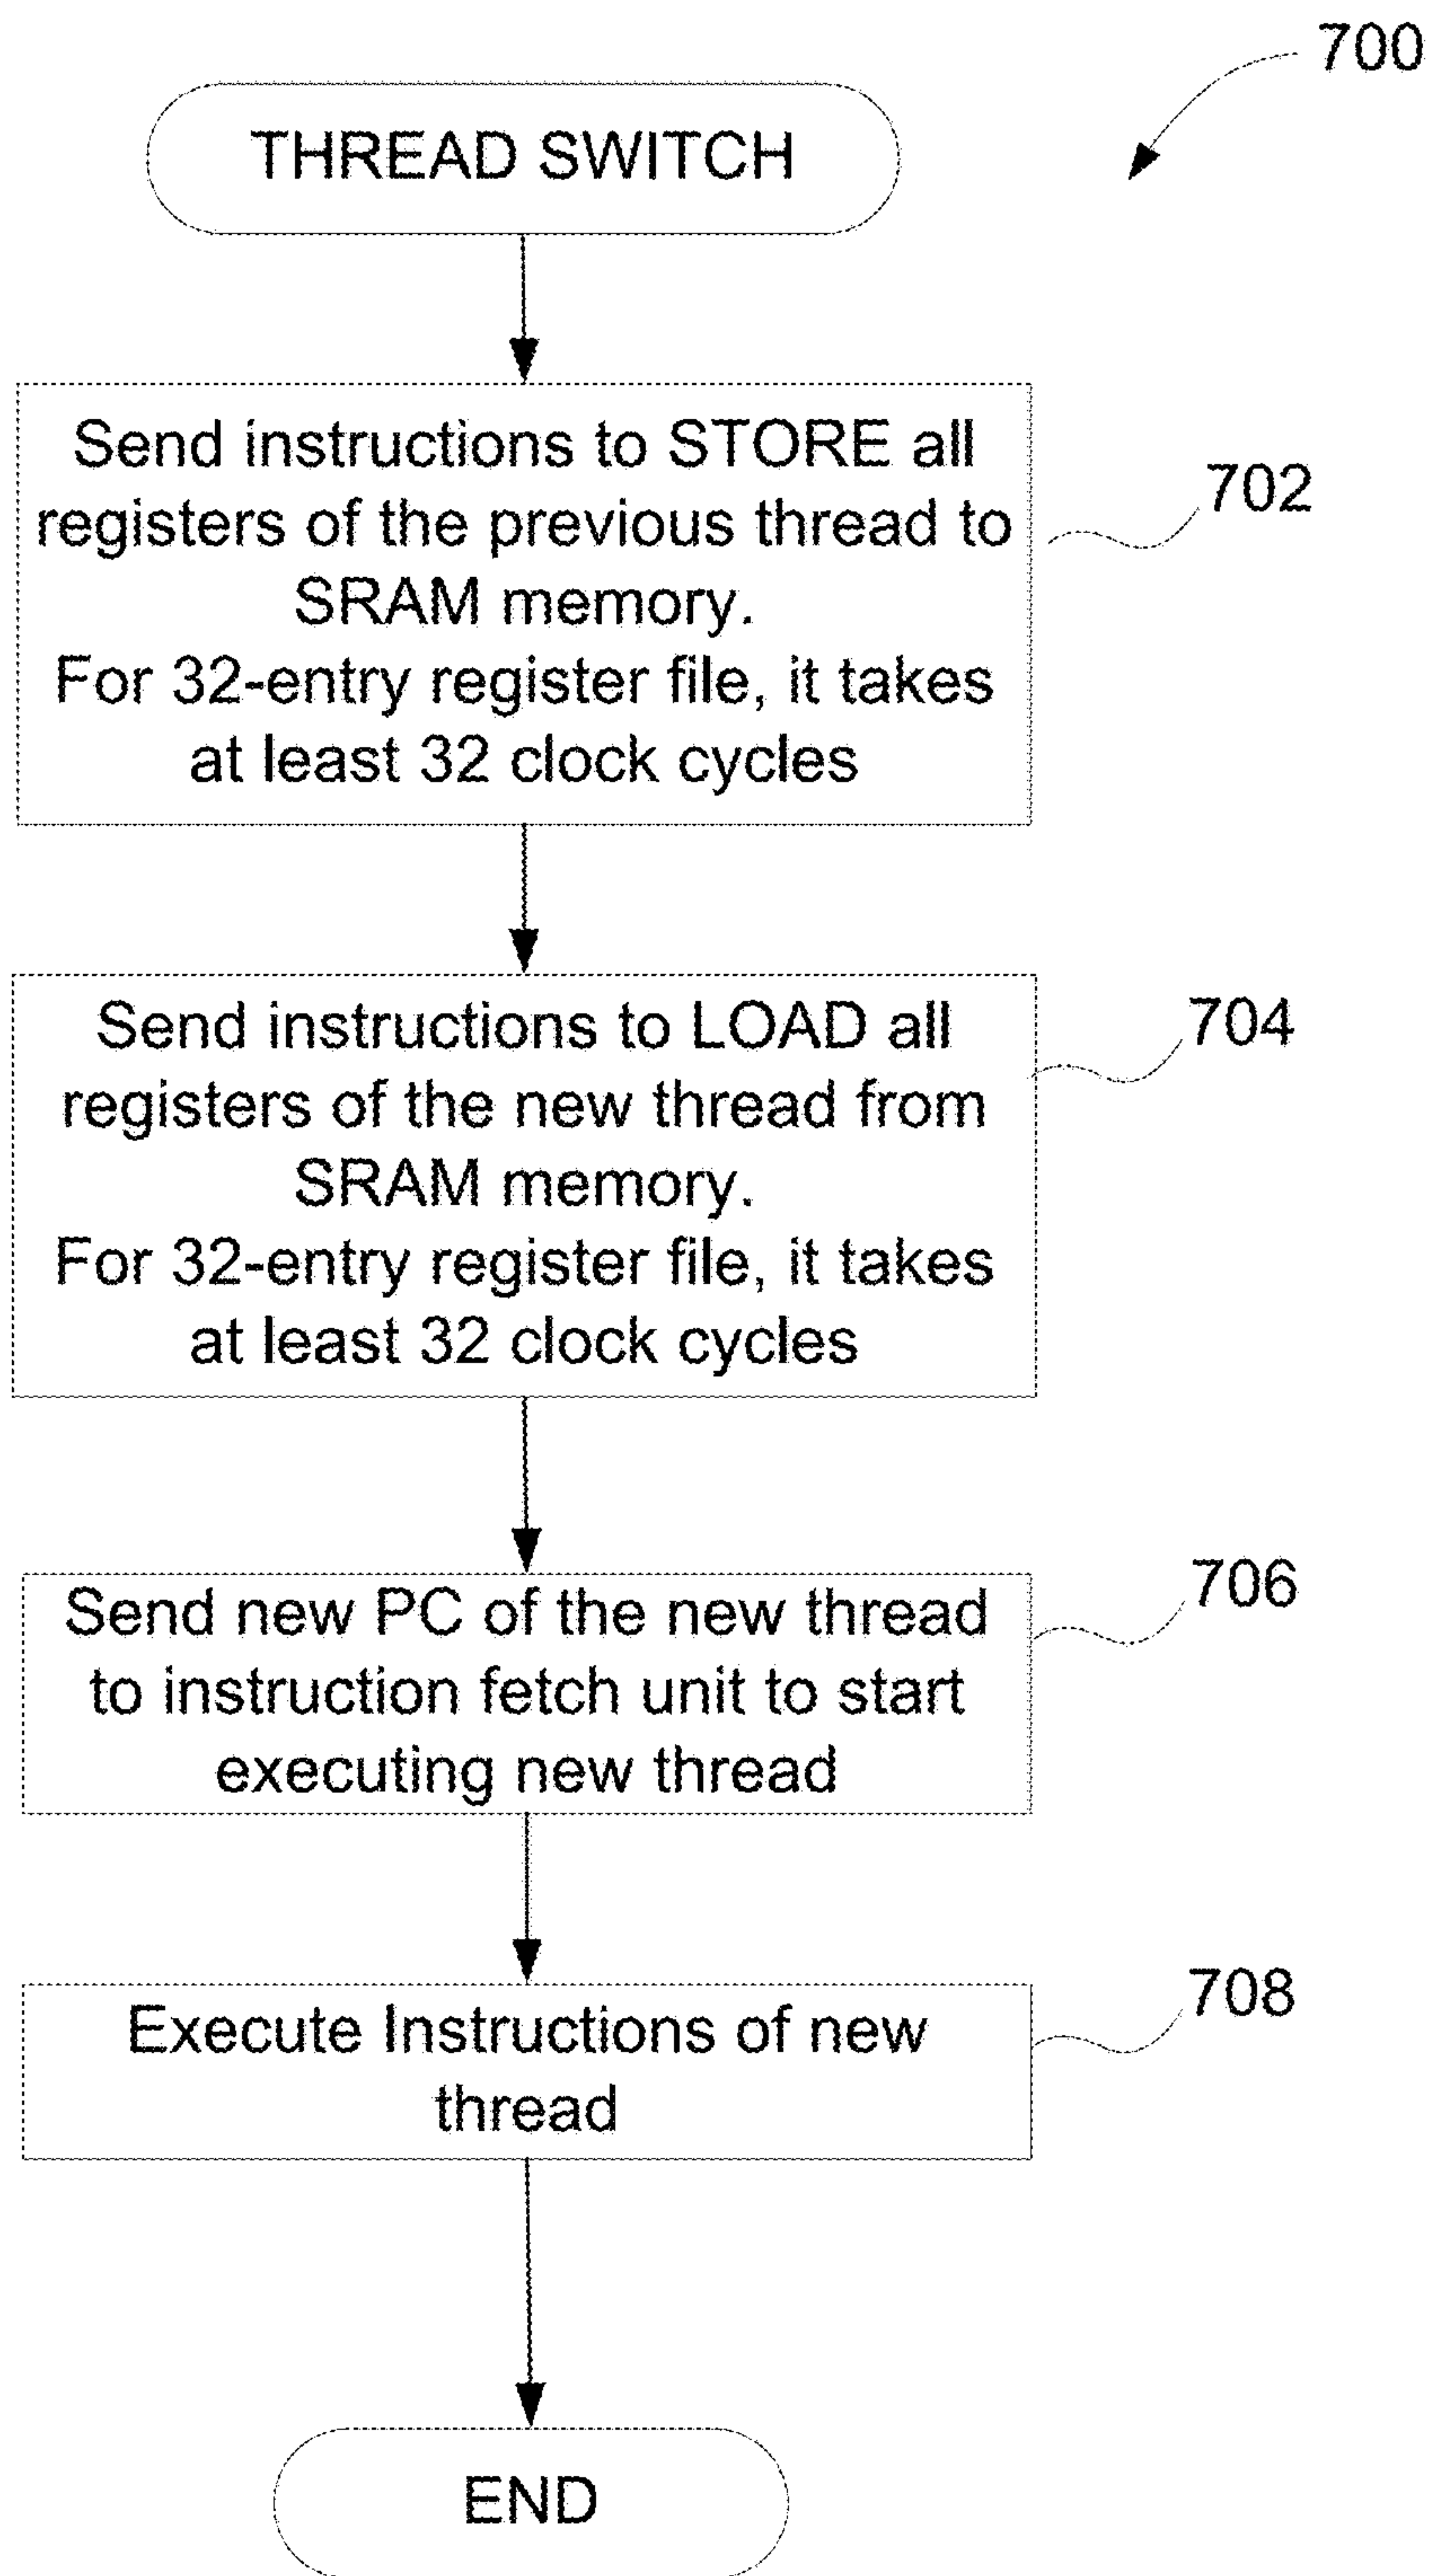 700
THREAD SWITCH
Send instructions to STORE all
registers of the previous thread to
SRAM memory.
For 32-entry register file, it takes
at least 32 clock cycles
702
Send instructions to LOAD all
registers of the new thread from
SRAM memory.
For 32-entry register file, it takes
at least 32 clock cycles
704
Send new PC of the new thread
to instruction fetch unit to start
executing new thread
706
Execute Instructions of new
thread
708
END